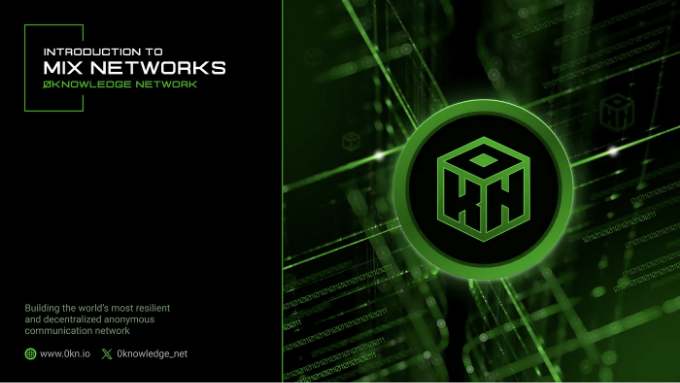 INTRODUCTION TO
MIX NETWORKS
ØKNOWLEDGE NETWORK
Building the world's most resilient
and decentralized anonymous
communication network
www.0kn.io
0knowledge_net
KN